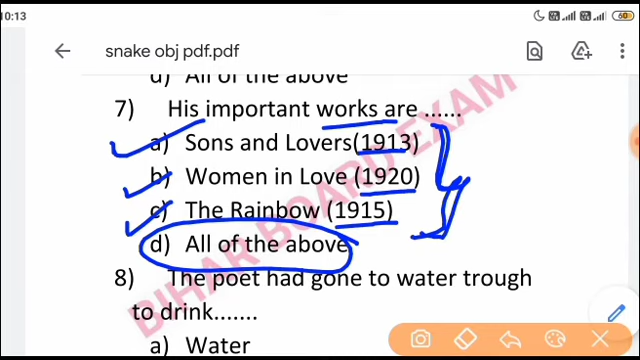 10:13
60
snake obj pdf.pdf
d) All of the above
7) His important works are ......
a) Sons and Lovers(1913)
b) Women in Love (1920)
c) The Rainbow (1915)
d) All of the above
8) The poet had gone to water trough
to drink.......
a) Water
BIHAR BOARD EXAM